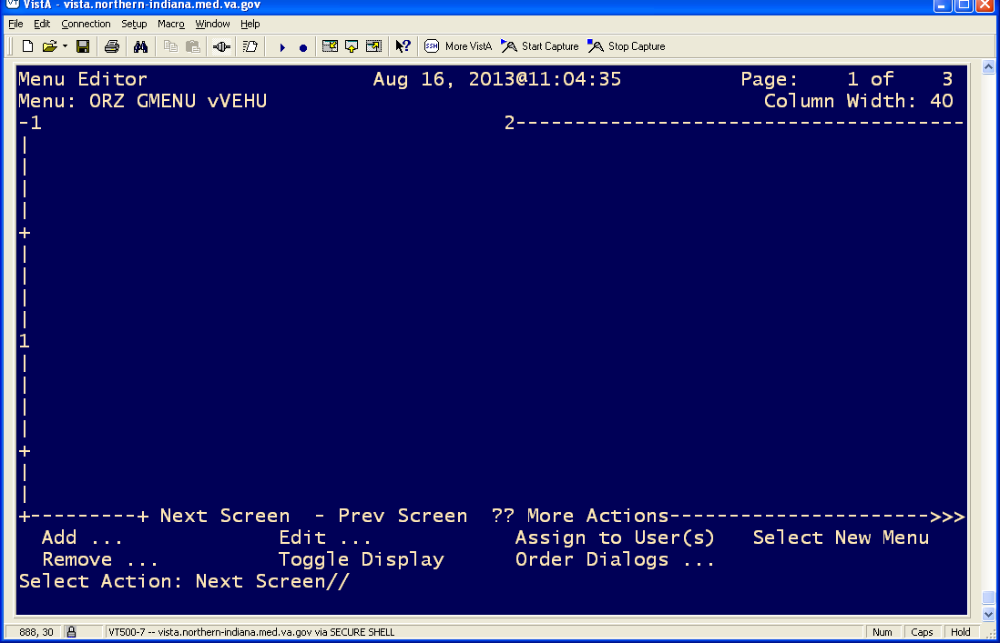 VistA - vista.northern-indiana.med.va.gov
File Edit Connection Setup Macro Window Help
SSH More VistA Start Capture Stop Capture
Menu Editor Aug 16, 2013@11:04:35 Page: 1 of 3
Menu: ORZ GMENU vVEHU Column Width: 40
-1 2--------------------------------------
|
|
|
|
+
|
|
|
|
1
|
|
|
|
+
|
|
+---------+ Next Screen - Prev Screen ?? More Actions---------------------->>>
Add ... Edit ... Assign to User(s) Select New Menu
Remove ... Toggle Display Order Dialogs ...
Select Action: Next Screen//
888, 30 VT500-7 -- vista.northern-indiana.med.va.gov via SECURE SHELL Num Caps Hold